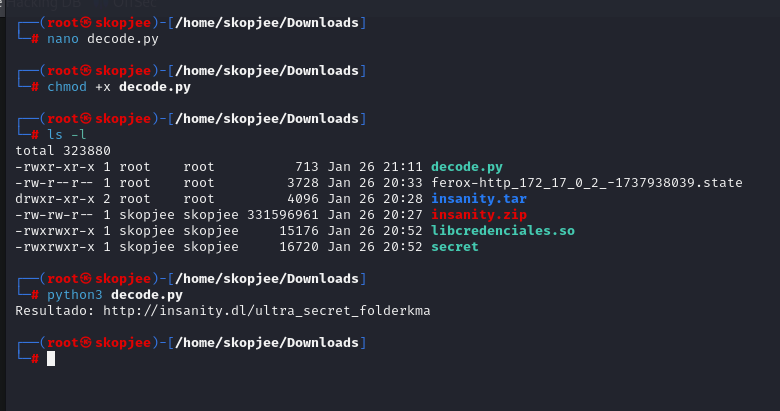 Hacking DB OffSec
┌──(root㉿skopjee)-[/home/skopjee/Downloads]
└─# nano decode.py
┌──(root㉿skopjee)-[/home/skopjee/Downloads]
└─# chmod +x decode.py
┌──(root㉿skopjee)-[/home/skopjee/Downloads]
└─# ls -l
total 323880
-rwxr-xr-x 1 root    root          713 Jan 26 21:11 decode.py
-rw-r--r-- 1 root    root         3728 Jan 26 20:33 ferox-http_172_17_0_2_-1737938039.state
drwxr-xr-x 2 root    root         4096 Jan 26 20:28 insanity.tar
-rw-rw-r-- 1 skopjee skopjee 331596961 Jan 26 20:27 insanity.zip
-rwxrwxr-x 1 skopjee skopjee     15176 Jan 26 20:52 libcredenciales.so
-rwxrwxr-x 1 skopjee skopjee     16720 Jan 26 20:52 secret
┌──(root㉿skopjee)-[/home/skopjee/Downloads]
└─# python3 decode.py
Resultado: http://insanity.dl/ultra_secret_folderkma
┌──(root㉿skopjee)-[/home/skopjee/Downloads]
└─#